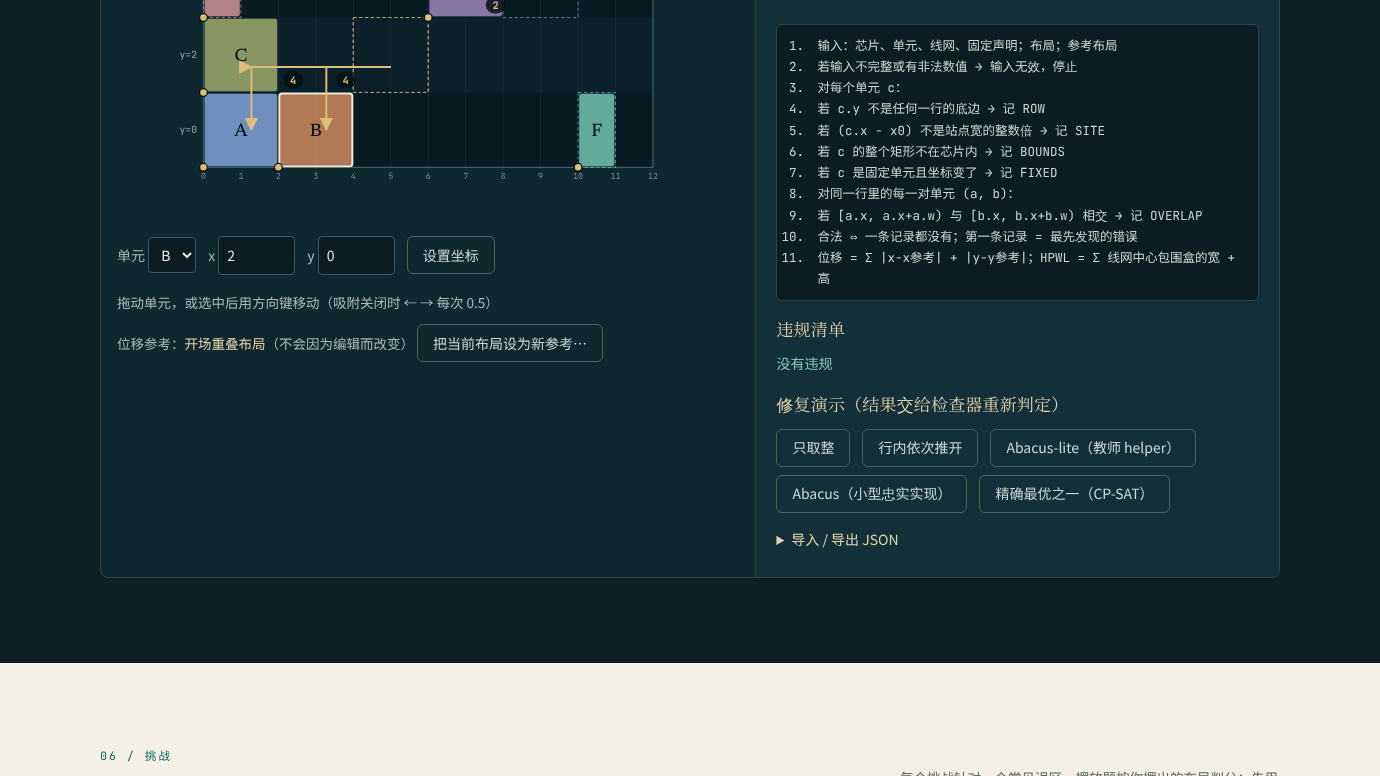 2
y=2
C
4
4
y=0
A
B
F
0 1 2 3 4 5 6 7 8 9 10 11 12
单元 B x 2 y 0 设置坐标
拖动单元，或选中后用方向键移动（吸附关闭时 ←→ 每次 0.5）
位移参考：开场重叠布局（不会因为编辑而改变） 把当前布局设为新参考…
1. 输入：芯片、单元、线网、固定声明；布局；参考布局
2. 若输入不完整或有非法数值 → 输入无效，停止
3. 对每个单元 c：
4. 若 c.y 不是任何一行的底边 → 记 ROW
5. 若 (c.x - x0) 不是站点宽的整数倍 → 记 SITE
6. 若 c 的整个矩形不在芯片内 → 记 BOUNDS
7. 若 c 是固定单元且坐标变了 → 记 FIXED
8. 对同一行里的每一对单元 (a, b)：
9. 若 [a.x, a.x+a.w) 与 [b.x, b.x+b.w) 相交 → 记 OVERLAP
10. 合法 ⇔ 一条记录都没有；第一条记录 = 最先发现的错误
11. 位移 = Σ |x-x参考| + |y-y参考|；HPWL = Σ 线网中心包围盒的宽 +
高
违规清单
没有违规
修复演示（结果交给检查器重新判定）
只取整 行内依次推开 Abacus-lite（教师 helper）
Abacus（小型忠实实现） 精确最优之一（CP-SAT）
▶ 导入 / 导出 JSON
06 / 挑战